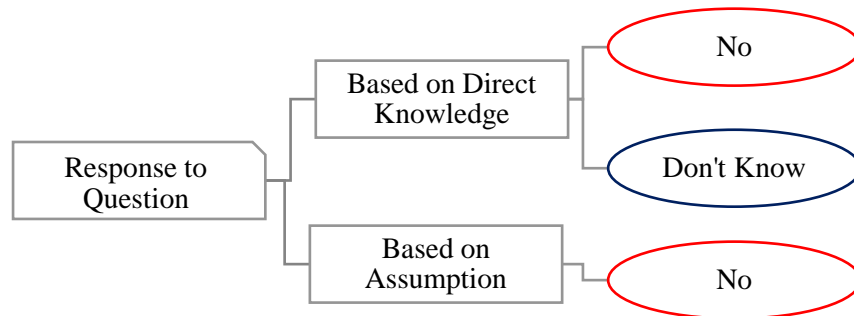 No
Based on Direct
Knowledge
Don't Know
Response to
Question
Based on
Assumption
No